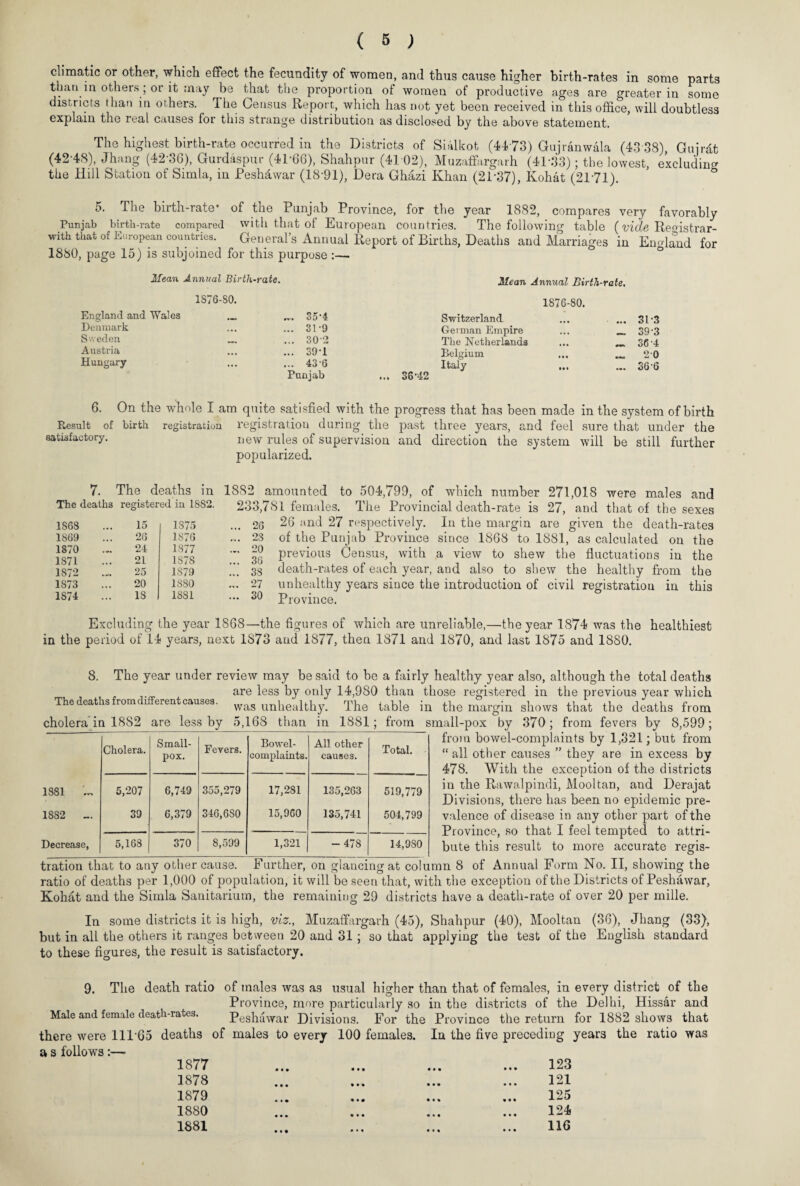 ( 5 )
climatic or other, which effect the fecundity of women, and thus cause higher birth-rates in some parts
than in others; or it may be that the proportion of women of productive ages are greater in some
districts than in others. The Census Report, which has not yet been received in this office, will doubtless
explain the real causes for this strange distribution as disclosed by the above statement.
The highest birth-rate occurred in the Districts of Siálkot (44·73) Gujránwála (43·38), Gujrát
(42·48), Jhang (42·36), Gurdáspur (41·66), Shahpur (41·02), Muzaffargarh (41·33); the lowest, excluding
the Hill Station of Simla, in Pesháwar (18·91), Dera Gházi Khan (21·37), Kohát (21·71).
5. The birth-rate of the Punjab Province, for the year 1882, compares very favorably
Punjab birth-rate compared with that of European countries.
with that of European countries. The following table (vide Registrar-
General's Annual Report of Births, Deaths and Marriages in England for
1880, page 15) is subjoined for this purpose:—
Mean Annual Birth-rate.
1876-80.
England and Wales ... 35·4
Denmark ... 31·9
Sweden ... 30·2
Austria ... 39·1
Hungary ... 43·6
Mean Annual Birth-rate.
1876-80.
Switzerland ... 31·3
German Empire ... 39·3
The Netherlands ... 36·4
Belgium ... 2·0
Italy ... 36·6
Punjab ... 36·42
6. On the whole I am quite satisfied with the progress that has been made in the system of birth
Result of birth registration satisfactory.
registration during the past three years, and feel sure that under the
new rules of supervision and direction the system will be still further
popularized.
7. The deaths in 1882 amounted to 504,799, of which number 271,018 were males and
The deaths registered in 1882.
233,781 females. The Provincial death-rate is 27, and that of the sexes
26 and 27 respectively. In the margin are given the death-rates
of the Punjab Province since 1868 to 1881, as calculated on the
previous Census, with a view to shew the fluctuations in the
death-rates of each year, and also to shew the healthy from the
unhealthy years since the introduction of civil registration in this
Province.
1868 ... 15 1875 ... 26
1869 ... 26 1876 ... 28
1870 ... 24 1877 ... 20
1871 ... 21 1878 ... 36
1872 ... 25 1879 ... 38
1873 ... 20 1880 ... 27
1874 ... 18 1881 ... 30
Excluding the year 1868—the figures of which are unreliable,—the year 1874 was the healthiest
in the period of 14 years, next 1873 and 1877, then 1871 and 1870, and last 1875 and 1880.
8. The year under review may be said to be a fairly healthy year also, although the total deaths
The deaths from different causes.
are less by only 14,980 than those registered in the previous year which
was unhealthy. The table in the margin shows that the deaths from
cholera in 1882 are less by 5,168 than in 1881; from small-pox by 370; from fevers by 8,599;
from bowel-complaints by 1,321; but from
“ all other causes ” they are in excess by
478. With the exception of the districts
in the Rawalpindi, Mooltan, and Derajat
Divisions, there has been no epidemic pre-
valence of disease in any other part of the
Province, so that I feel tempted to attri-
bute this result to more accurate regis-
Cholera. Small-pox. Fevers. Bowel-complaints. All other causes. Total.
1881 ... 5,207 6,749 355,279 17,281 135,263 519,779
1882 ... 39 6,379 346,680 15,960 135,741 504,799
Decrease, 5,168 370 8,599 1,321 —478 14,980
tration that to any other cause. Further, on glancing at column 8 of Annual Form No. II, showing the
ratio of deaths per 1,000 of population, it will be seen that, with the exception of the Districts of Pesháwar,
Kohát and the Simla Sanitarium, the remaining 29 districts have a death-rate of over 20 per mille.
In some districts it is high, viz., Muzaffargarh (45), Shahpur (40), Mooltan (36), Jhang (33),
but in all the others it ranges between 20 and 31; so that applying the test of the English standard
to these figures, the result is satisfactory.
9. The death ratio of males was as usual higher than that of females, in every district of the
Male and female death-rates.
Province, more particularly so in the districts of the Delhi, Hissár and
Pesháwar Divisions. For the Province the return for 1882 shows that
there were 111·65 deaths of males to every 100 females. In the five preceding years the ratio was
a s follows:—
1877 ... ... ... ... 123
1878 ... ... ... ... 121
1879 ... ... ... ... 125
1880 ... ... ... ... 124
1881 ... ... ... ... 116